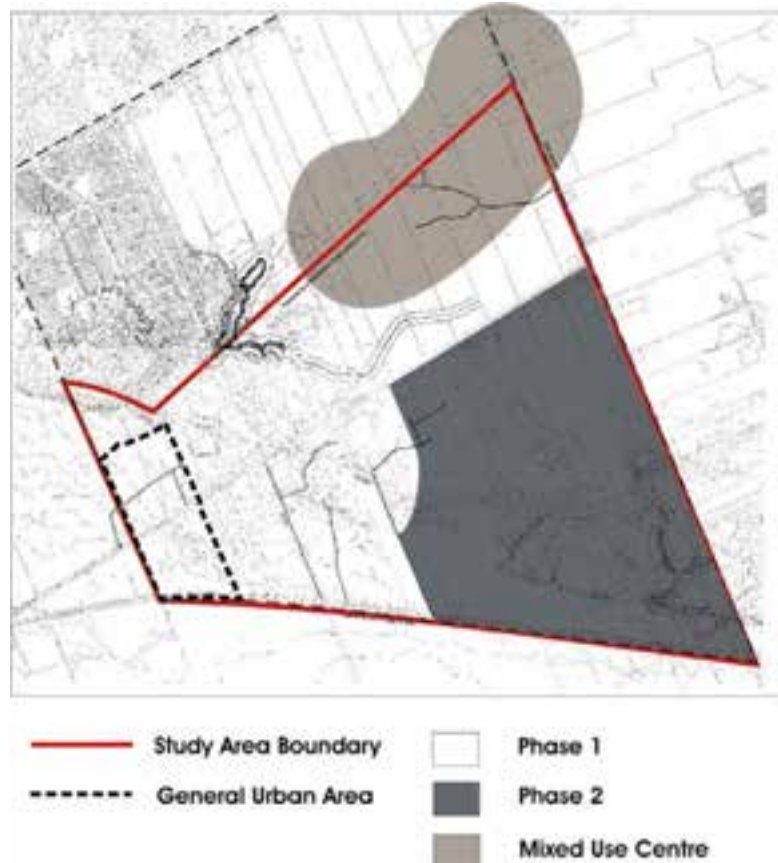 Study Area Boundary
General Urban Area
Phase 1
Phase 2
Mixed Use Centre